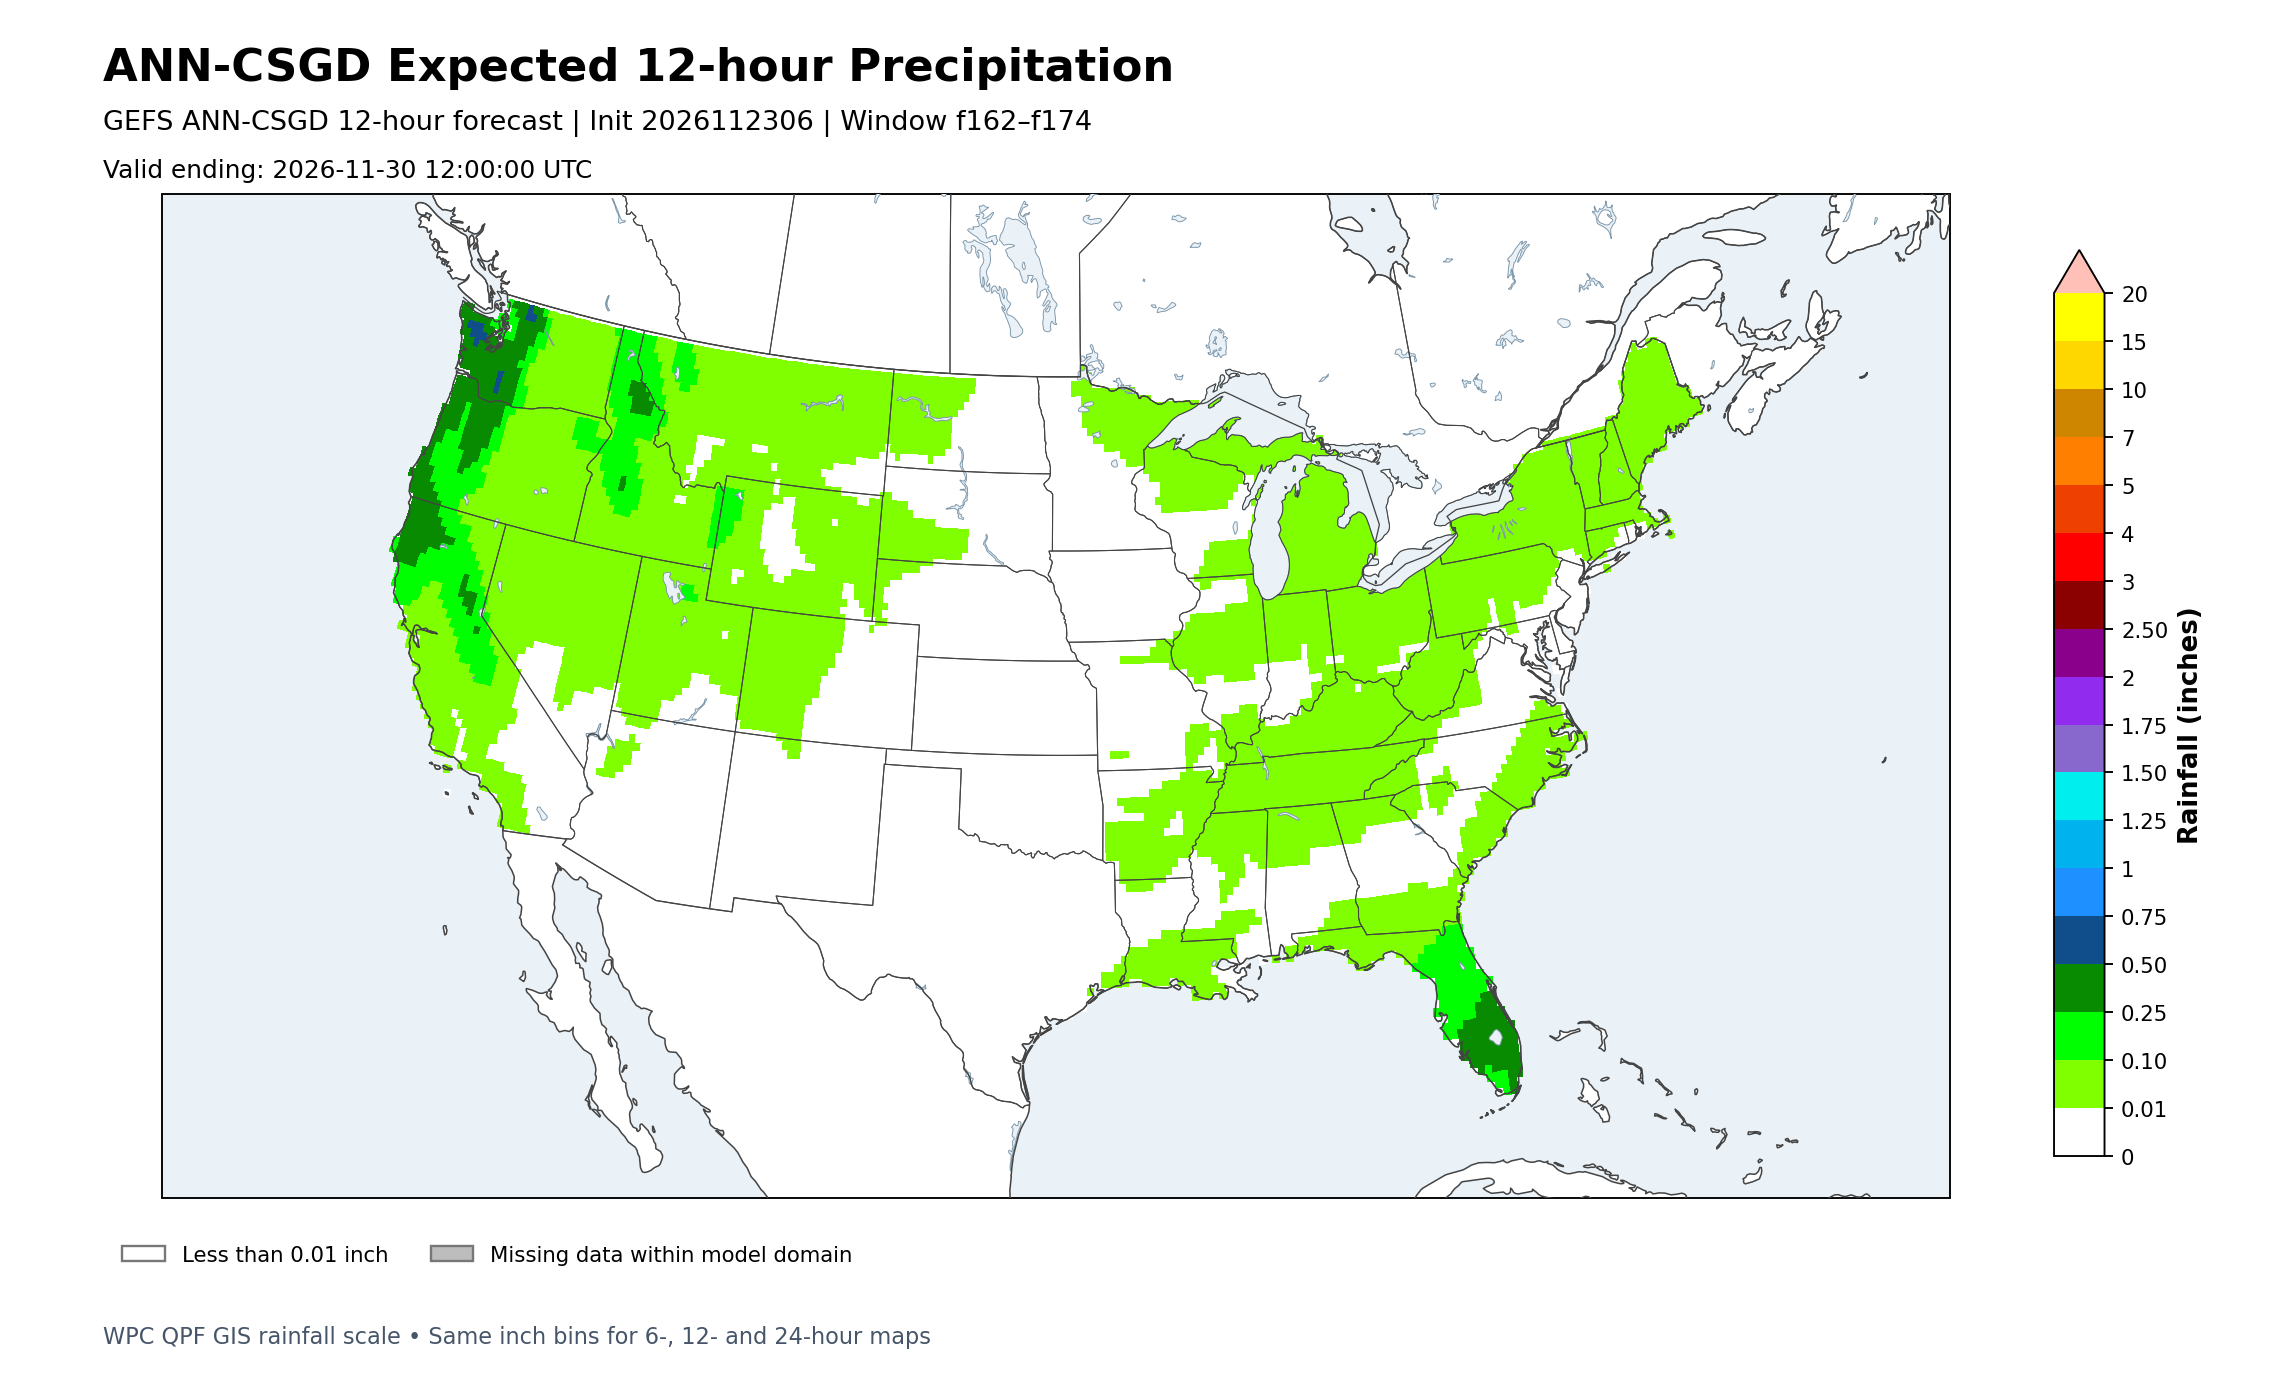 ANN-CSGD Expected 12-hour Precipitation
GEFS ANN-CSGD 12-hour forecast | Init 2026112306 | Window f162–f174
Valid ending: 2026-11-30 12:00:00 UTC
20
15
10
7
5
4
3
2.50
2
1.75
1.50
1.25
1
0.75
0.50
0.25
0.10
0.01
0
Rainfall (inches)
Less than 0.01 inch
Missing data within model domain
WPC QPF GIS rainfall scale • Same inch bins for 6-, 12- and 24-hour maps